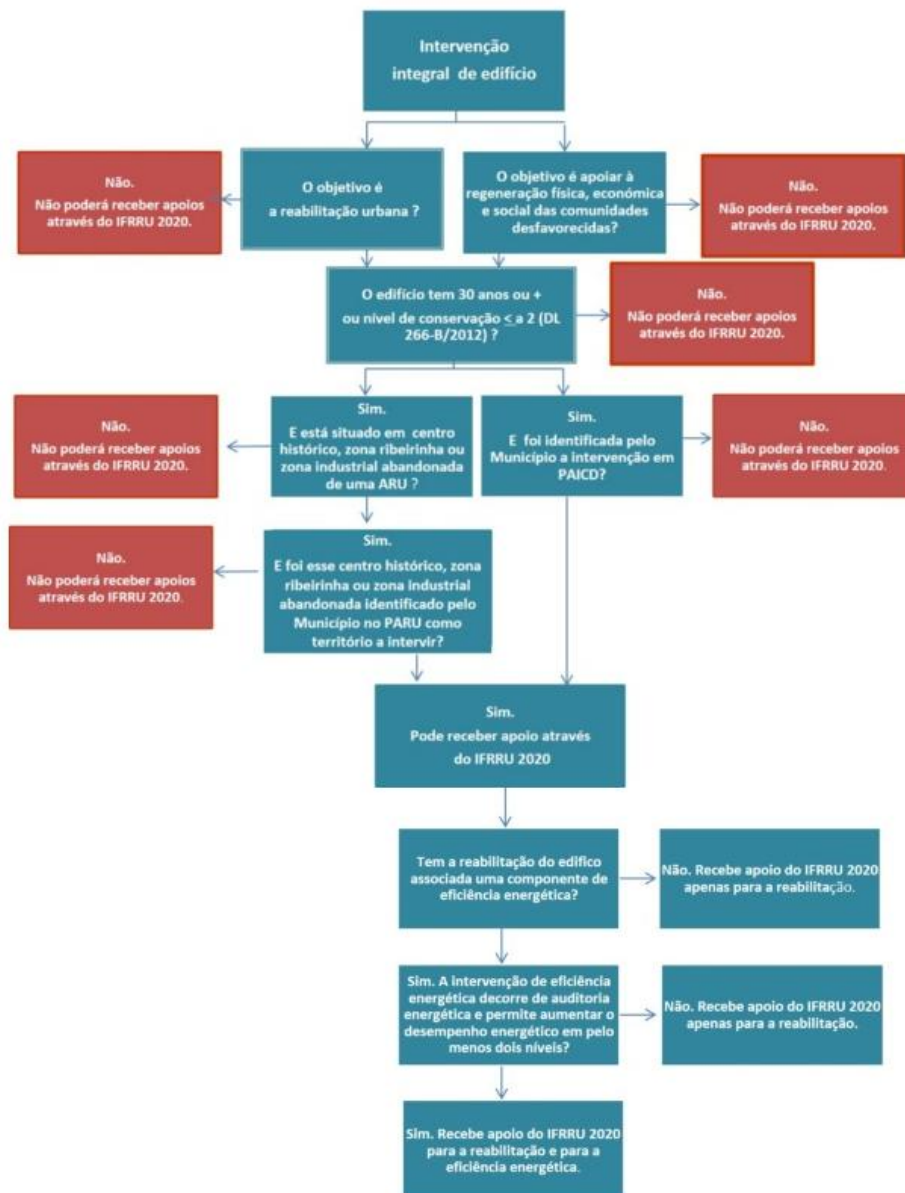 Intervenção
integral de edifício
Não.
Não poderá receber apoios
através do IFRRU 2020.
O objetivo é
a reabilitação urbana ?
O objetivo é apoiar à
regeneração física, económica
e social das comunidades
desfavorecidas?
Não.
Não poderá receber apoios
através do IFRRU 2020.
O edifício tem 30 anos ou +
ou nível de conservação < a 2 (DL
266-B/2012) ?
Não.
Não poderá receber apoios
através do IFRRU 2020.
Não.
Não poderá receber apoios
através do IFRRU 2020.
Sim.
E está situado em centro
histórico, zona ribeirinha ou
zona industrial abandonada
de uma ARU ?
Sim.
E foi identificada pelo
Município a intervenção em
PAICD?
Não.
Não poderá receber apoios
através do IFRRU 2020.
Não.
Não poderá receber apoios
através do IFRRU 2020.
Sim.
E foi esse centro histórico, zona
ribeirinha ou zona industrial
abandonada identificado pelo
Município no PARU como
território a intervir?
Sim.
Pode receber apoio através
do IFRRU 2020
Tem a reabilitação do edifico
associada uma componente de
eficiência energética?
Não. Recebe apoio do IFRRU 2020
apenas para a reabilitação.
Sim. A intervenção de eficiência
energética decorre de auditoria
energética e permite aumentar o
desempenho energético em pelo
menos dois níveis?
Não. Recebe apoio do IFRRU 2020
apenas para a reabilitação.
Sim. Recebe apoio do IFRRU 2020
para a reabilitação e para a
eficiência energética.